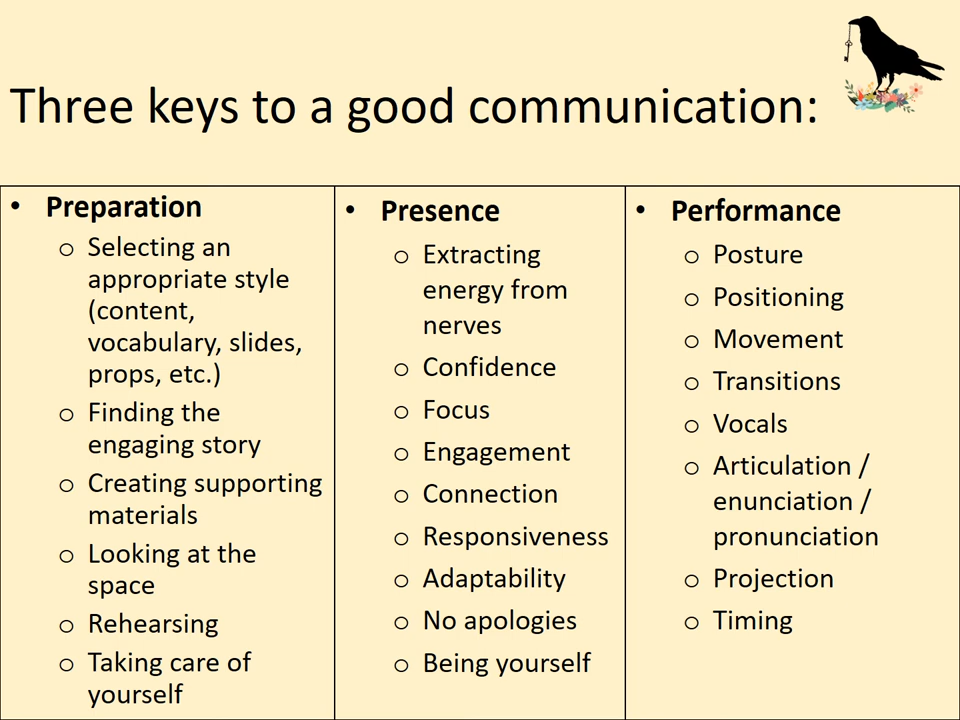 Three keys to a good communication:
• Preparation
o Selecting an
appropriate style
(content,
vocabulary, slides,
props, etc.)
o Finding the
engaging story
o Creating supporting
materials
o Looking at the
space
o Rehearsing
o Taking care of
yourself
• Presence
o Extracting
energy from
nerves
o Confidence
o Focus
o Engagement
o Connection
o Responsiveness
o Adaptability
o No apologies
o Being yourself
• Performance
o Posture
o Positioning
o Movement
o Transitions
o Vocals
o Articulation /
enunciation /
pronunciation
o Projection
o Timing